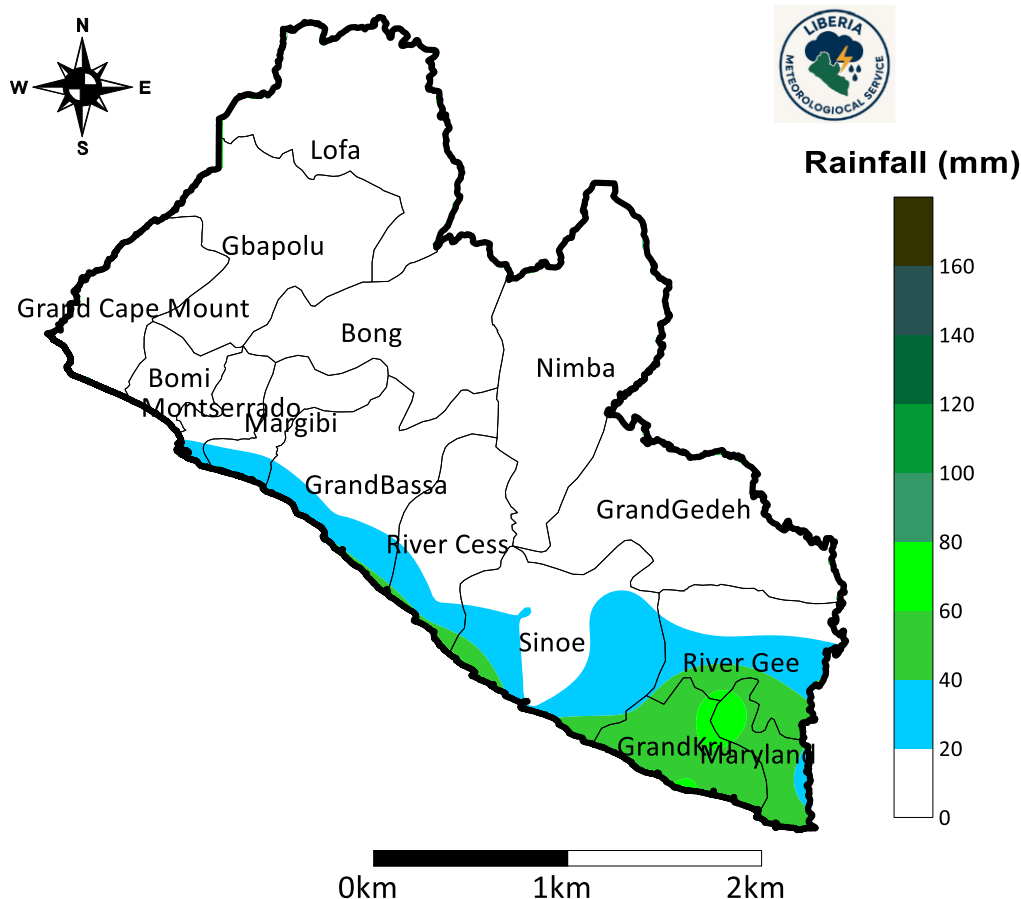 N
W E
S
LIBERIA
METEOROLOGIOCAL SERVICE
Rainfall (mm)
Lofa
Gbapolu
Grand Cape Mount
Bong
Nimba
Bomi
Montserrado
Margibi
GrandBassa
GrandGedeh
River Cess
Sinoe
River Gee
GrandKru
Maryland
160
140
120
100
80
60
40
20
0
0km 1km 2km